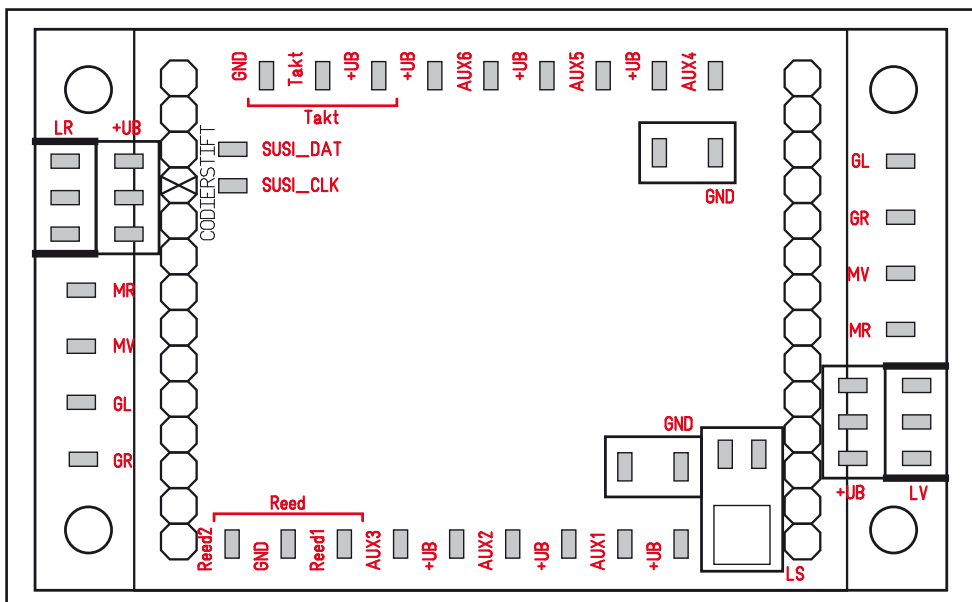 GND Takt +UB +UB AUX6 +UB AUX5 +UB AUX4
Takt
LR +UB
CODIERSTIFT
SUSI_DAT
SUSI_CLK
GND
GL
GR
MV
MR
MR
MV
GL
GR
GND
+UB LV
Reed
Reed2 GND Reed1 AUX3 +UB AUX2 +UB AUX1 +UB
LS